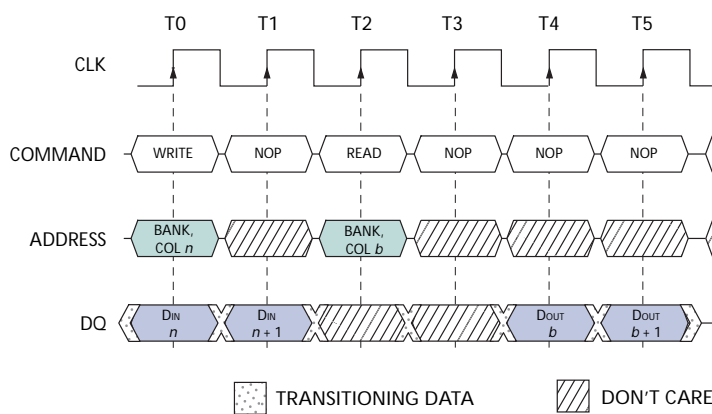 T0 T1 T2 T3 T4 T5
CLK
COMMAND WRITE NOP READ NOP NOP NOP
ADDRESS BANK, COL n BANK, COL b
DQ DIN n DIN n + 1 DOUT b DOUT b + 1
TRANSITIONING DATA DON'T CARE